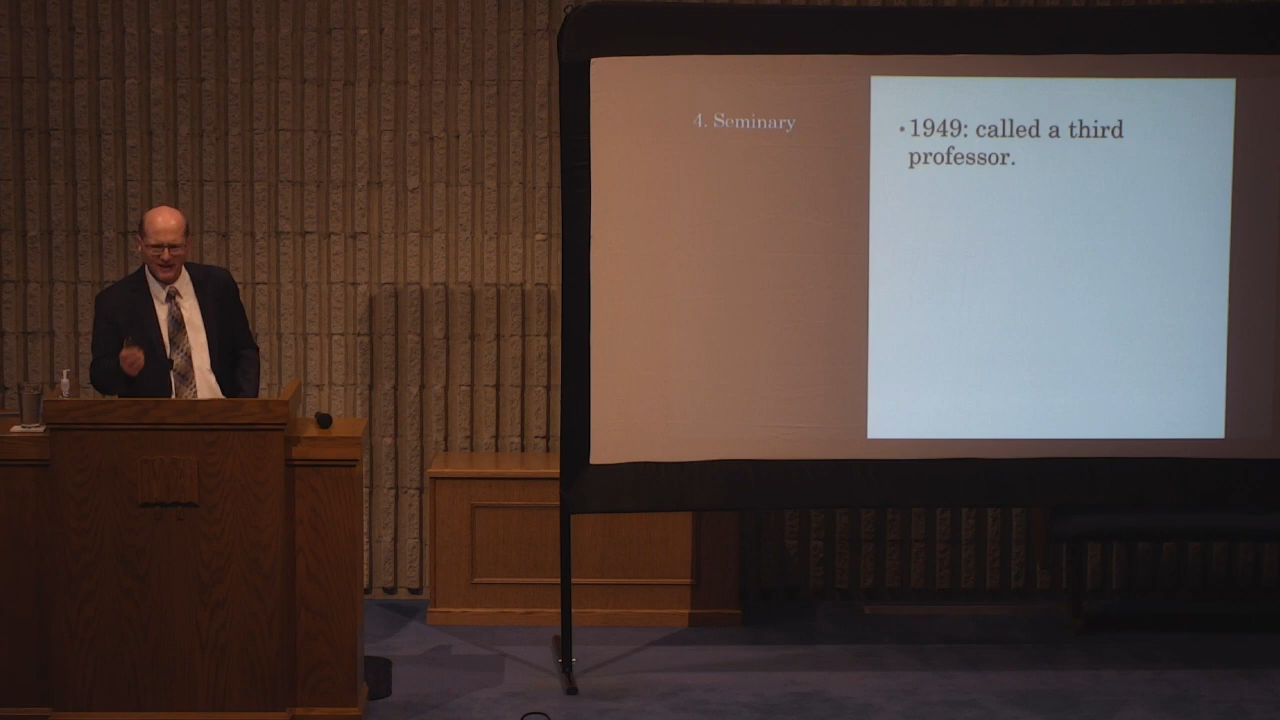 4. Seminary
•1949: called a third
professor.